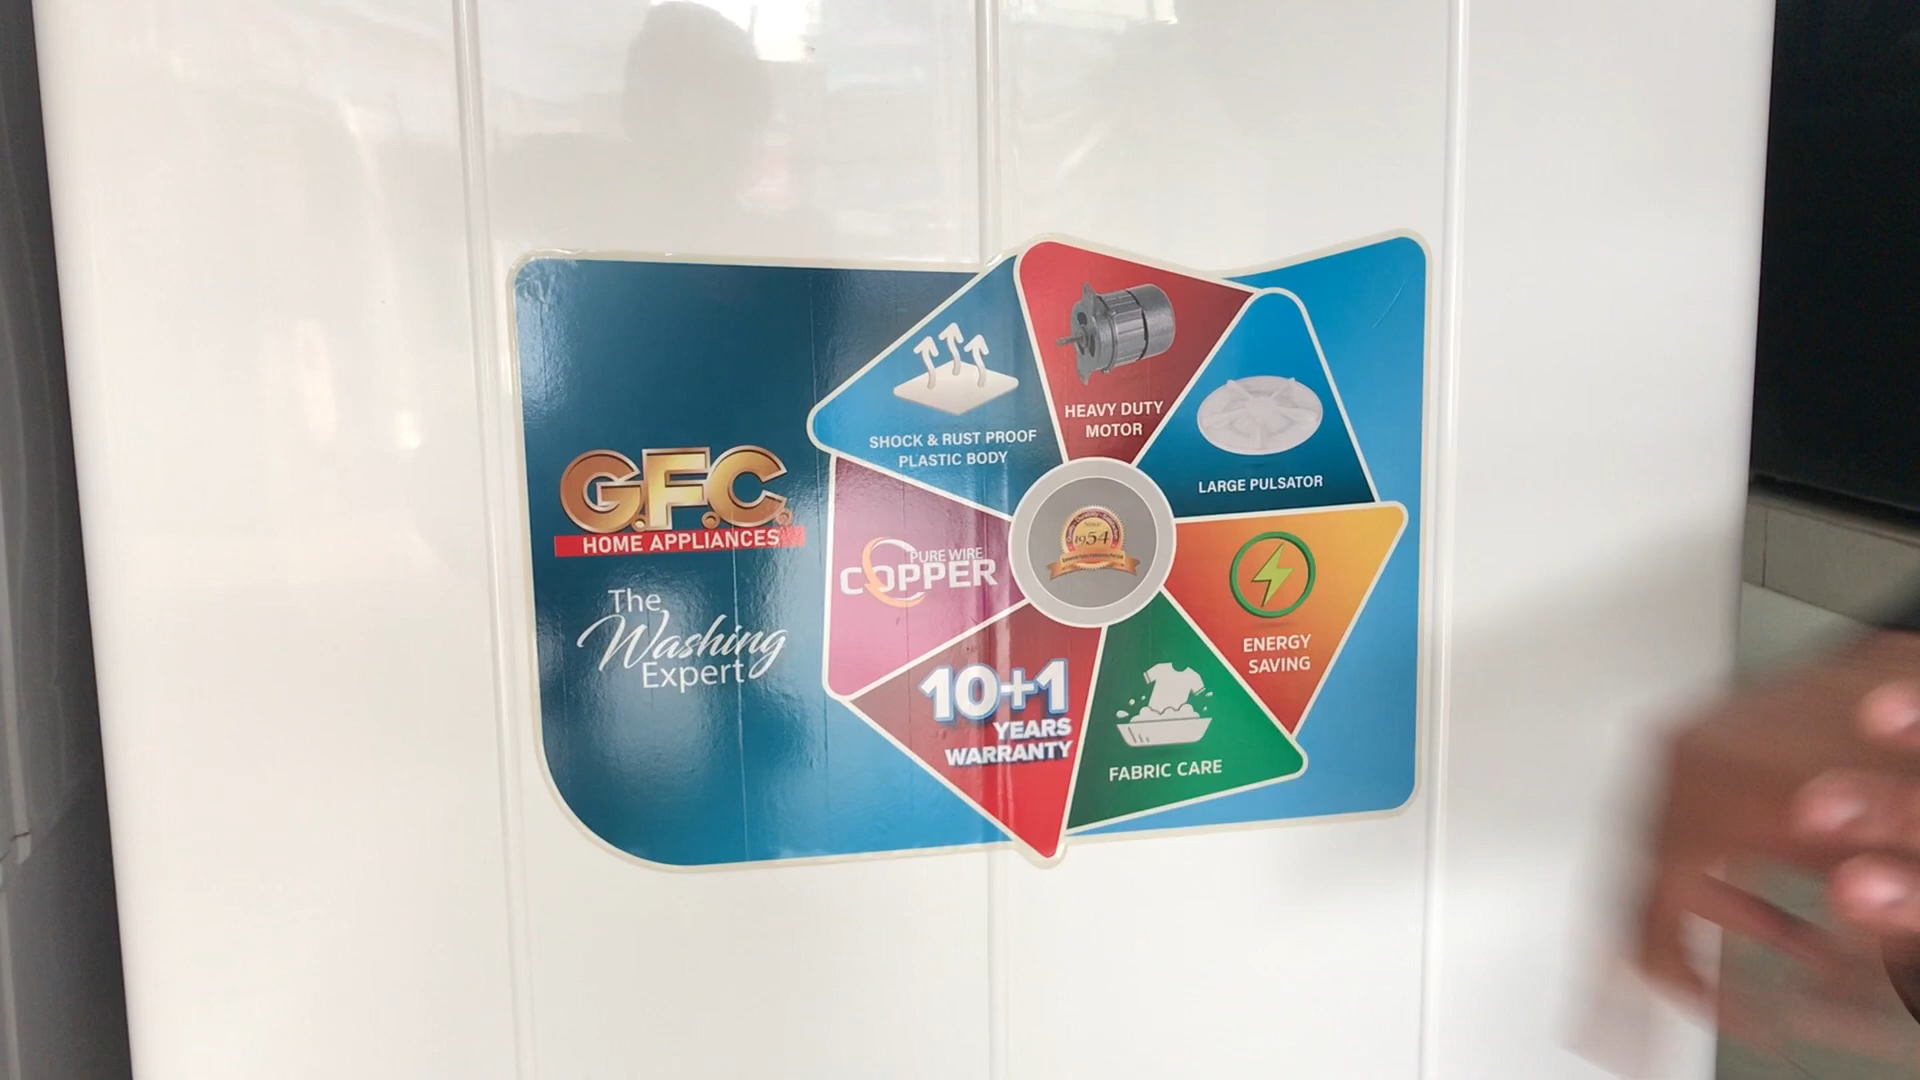 G.F.C.
HOME APPLIANCES
The
Washing
Expert
SHOCK & RUST PROOF
PLASTIC BODY
HEAVY DUTY
MOTOR
LARGE PULSATOR
PURE WIRE
COPPER
Since
1954
ENERGY
SAVING
10+1
YEARS
WARRANTY
FABRIC CARE